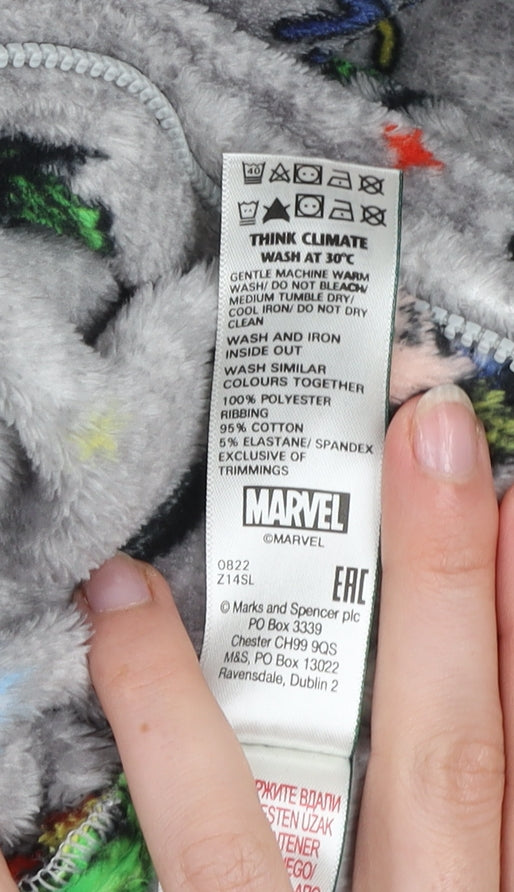 40
THINK CLIMATE
WASH AT 30°C
GENTLE MACHINE WARM
WASH/ DO NOT BLEACH/
MEDIUM TUMBLE DRY/
COOL IRON/ DO NOT DRY
CLEAN
WASH AND IRON
INSIDE OUT
WASH SIMILAR
COLOURS TOGETHER
100% POLYESTER
RIBBING
95% COTTON
5% ELASTANE/ SPANDEX
EXCLUSIVE OF
TRIMMINGS
MARVEL
©MARVEL
0822
Z14SL
EAC
© Marks and Spencer plc
PO Box 3339
Chester CH99 9QS
M&S, PO Box 13022
Ravensdale, Dublin 2
ВДАЛИ
UZAK